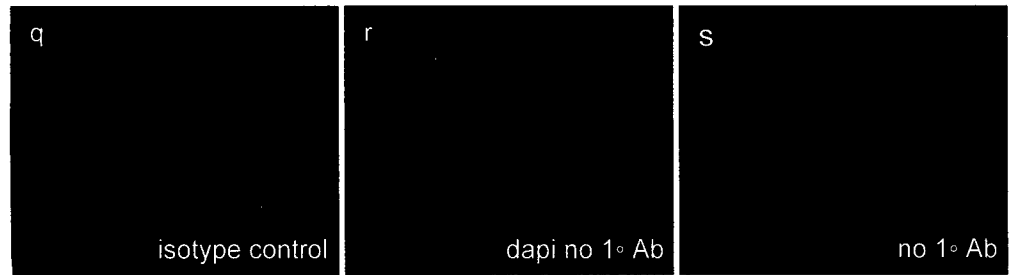 q
isotype control
r
dapi no 1° Ab
s
no 1° Ab